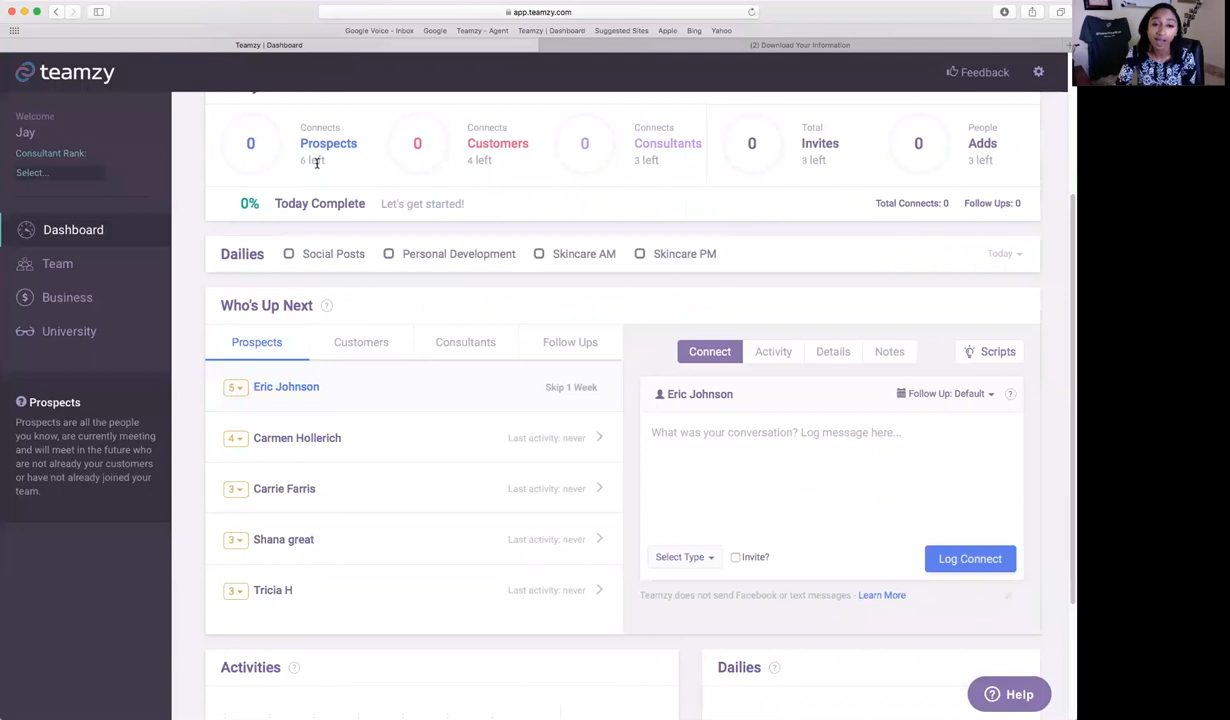 app.teamzy.com
Google Voice - Inbox Google Teamzy - Agent Teamzy | Dashboard Suggested Sites Apple Bing Yahoo
Teamzy | Dashboard (2) Download Your Information
teamzy
Feedback
Welcome
Jay
Consultant Rank:
Select...
Dashboard
Team
Business
University
Prospects
Prospects are all the people
you know, are currently meeting
and will meet in the future who
are not already your customers
or have not already joined your
team.
0 Connects Prospects 6 left
0 Connects Customers 4 left
0 Connects Consultants 3 left
0 Total Invites 3 left
0 People Adds 3 left
0% Today Complete Let's get started! Total Connects: 0 Follow Ups: 0
Dailies Social Posts Personal Development Skincare AM Skincare PM Today
Who's Up Next
Prospects Customers Consultants Follow Ups
5 Eric Johnson Skip 1 Week
4 Carmen Hollerich Last activity: never
3 Carrie Farris Last activity: never
3 Shana great Last activity: never
3 Tricia H Last activity: never
Connect Activity Details Notes Scripts
Eric Johnson Follow Up: Default
What was your conversation? Log message here...
Select Type Invite? Log Connect
Teamzy does not send Facebook or text messages. Learn More
Activities
Dailies
Help